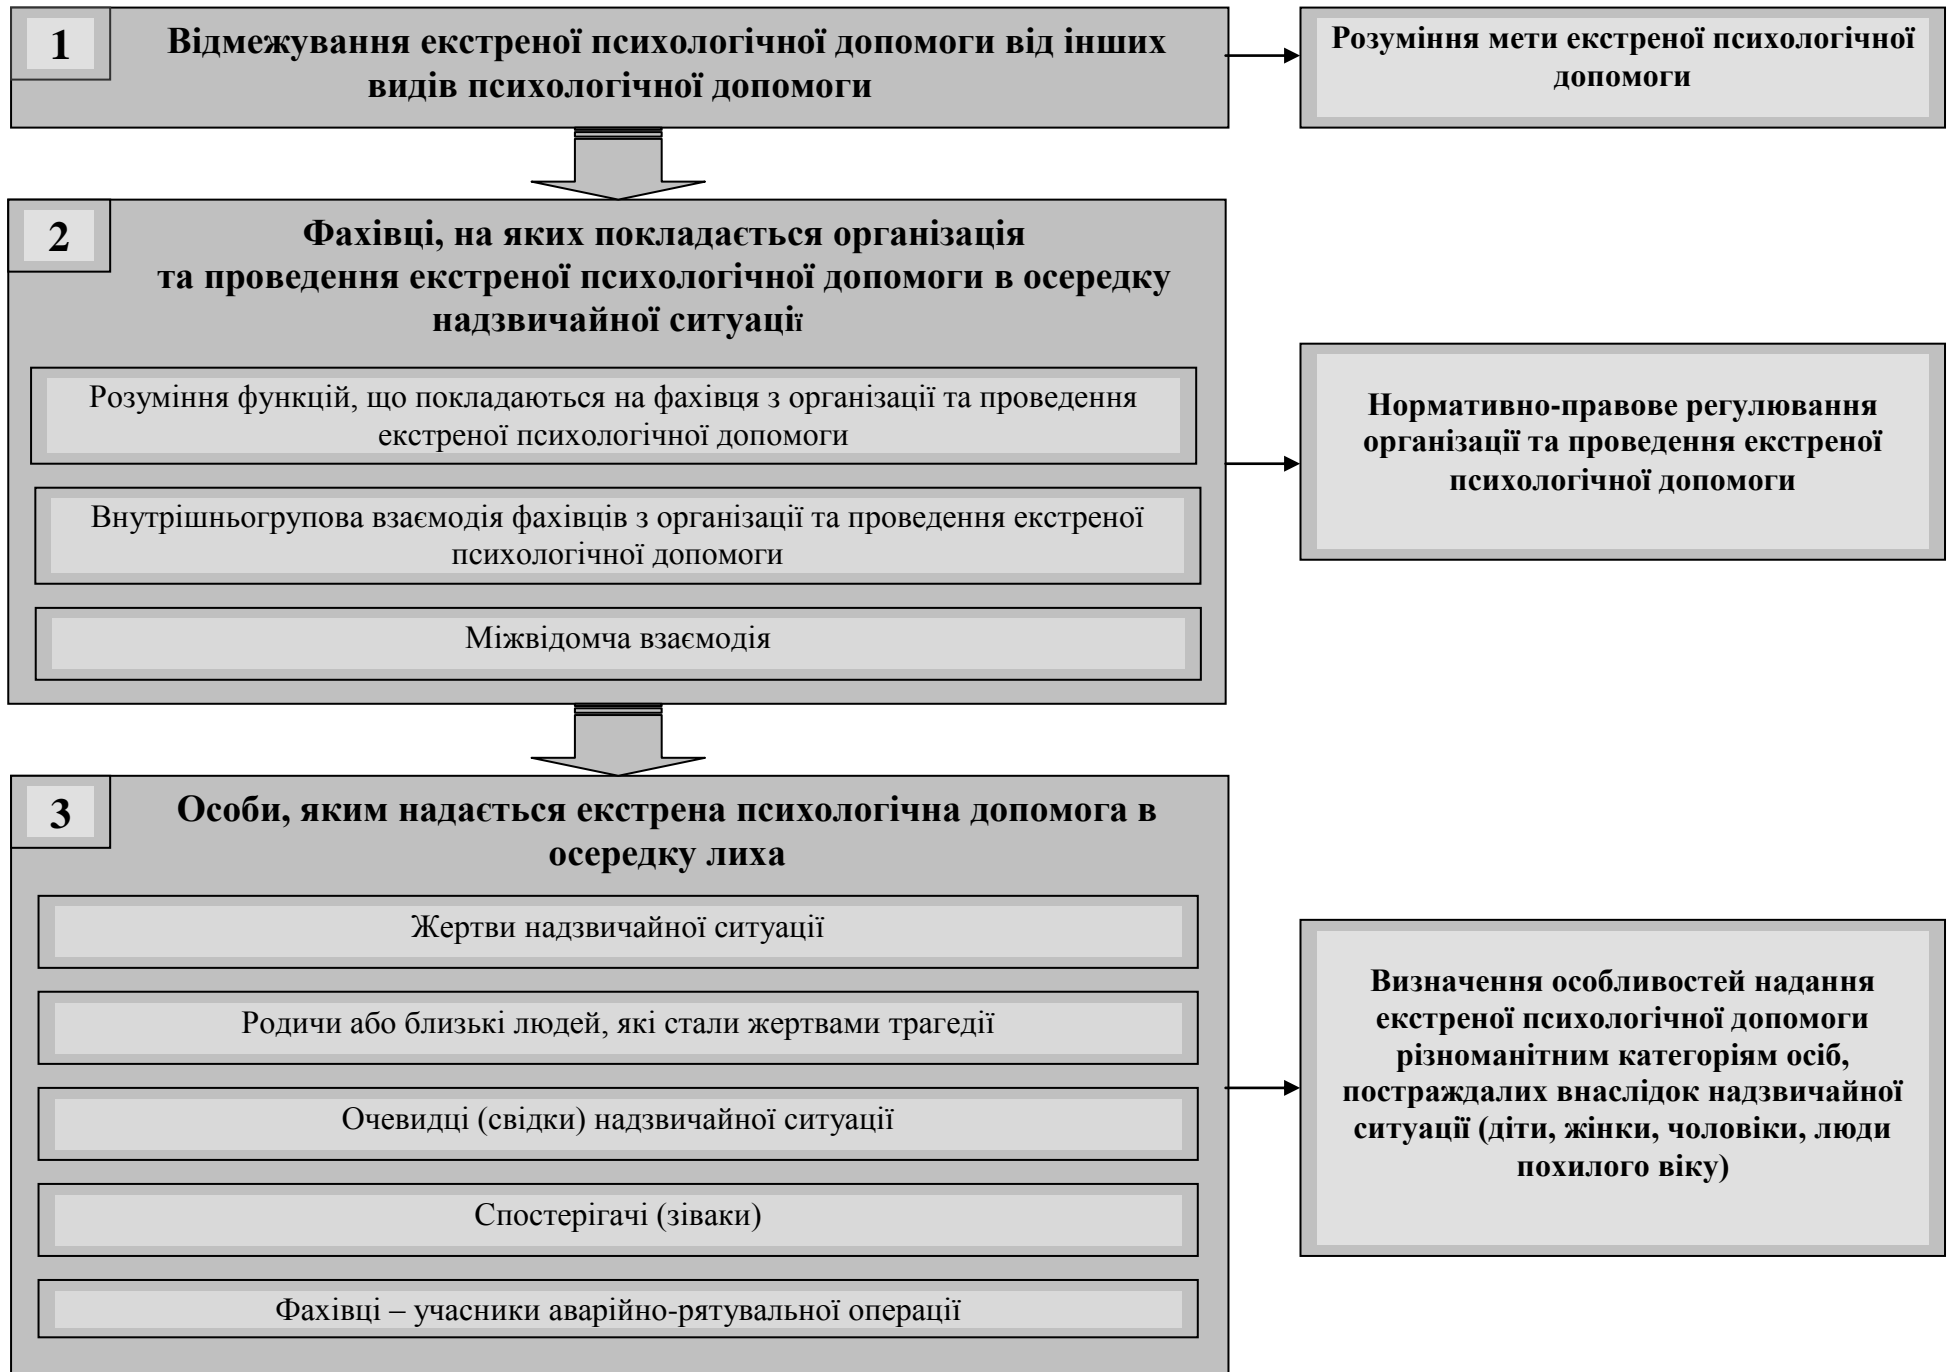 1
Відмежування екстреної психологічної допомоги від інших
видів психологічної допомоги
Розуміння мети екстреної психологічної
допомоги
2
Фахівці, на яких покладається організація
та проведення екстреної психологічної допомоги в осередку
надзвичайної ситуації
Розуміння функцій, що покладаються на фахівця з організації та проведення
екстреної психологічної допомоги
Внутрішньогрупова взаємодія фахівців з організації та проведення екстреної
психологічної допомоги
Міжвідомча взаємодія
Нормативно-правове регулювання
організації та проведення екстреної
психологічної допомоги
3
Особи, яким надається екстрена психологічна допомога в
осередку лиха
Жертви надзвичайної ситуації
Родичи або близькі людей, які стали жертвами трагедії
Очевидці (свідки) надзвичайної ситуації
Спостерігачі (зіваки)
Фахівці – учасники аварійно-рятувальної операції
Визначення особливостей надання
екстреної психологічної допомоги
різноманітним категоріям осіб,
постраждалих внаслідок надзвичайної
ситуації (діти, жінки, чоловіки, люди
похилого віку)